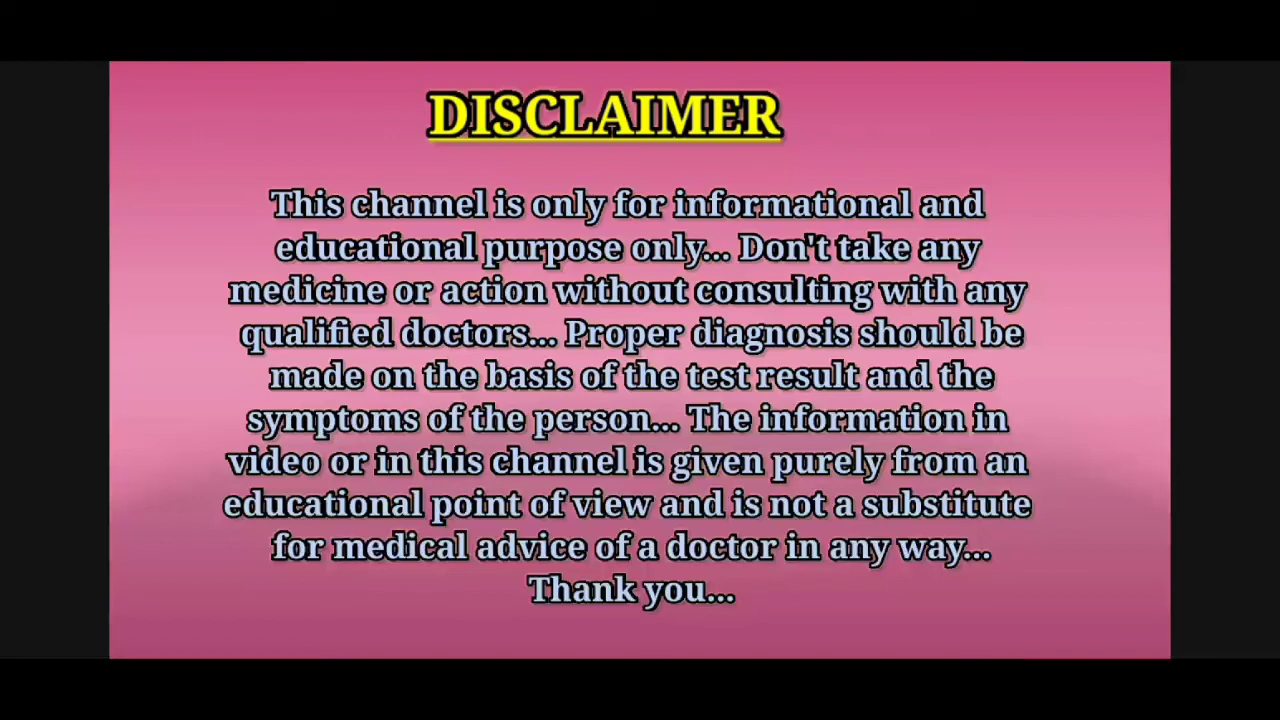 DISCLAIMER
This channel is only for informational and
educational purpose only... Don't take any
medicine or action without consulting with any
qualified doctors... Proper diagnosis should be
made on the basis of the test result and the
symptoms of the person... The information in
video or in this channel is given purely from an
educational point of view and is not a substitute
for medical advice of a doctor in any way...
Thank you...